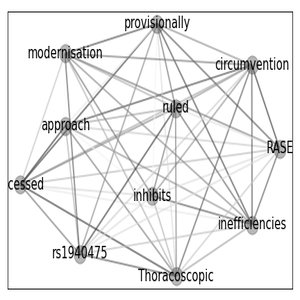 provisionally
modernisation
circumvention
ruled
approach
RASE
cessed
inhibits
inefficiencies
rs1940475
Thoracoscopic